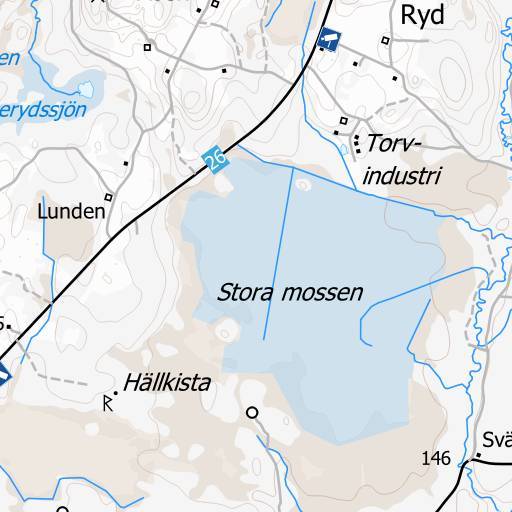 Ryd
erydssjön
Torv-
industri
26
Lunden
Stora mossen
Hällkista
146
Svä